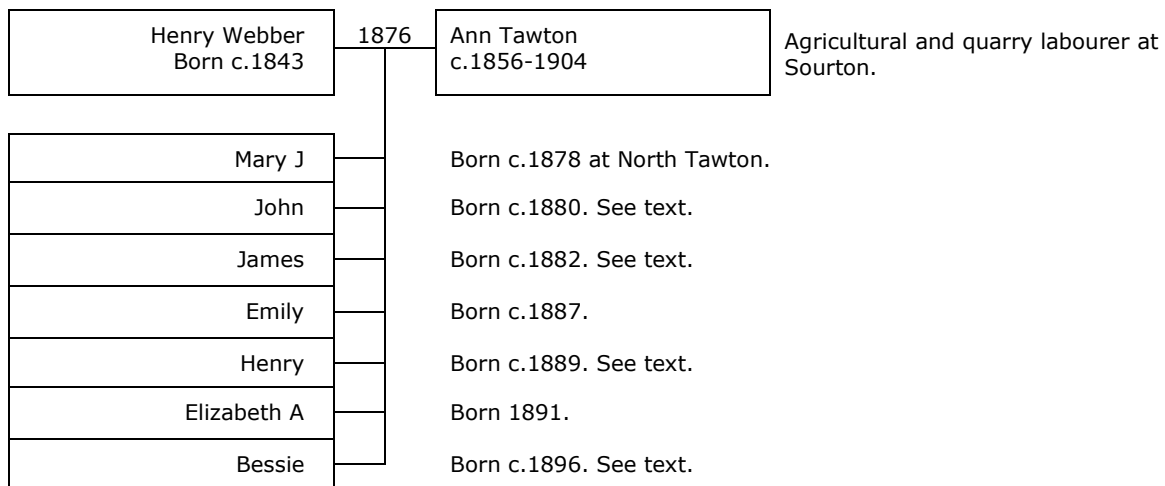 Henry Webber
Born c.1843
1876
Ann Tawton
c.1856-1904
Agricultural and quarry labourer at
Sourton.
Mary J
Born c.1878 at North Tawton.
John
Born c.1880. See text.
James
Born c.1882. See text.
Emily
Born c.1887.
Henry
Born c.1889. See text.
Elizabeth A
Born 1891.
Bessie
Born c.1896. See text.